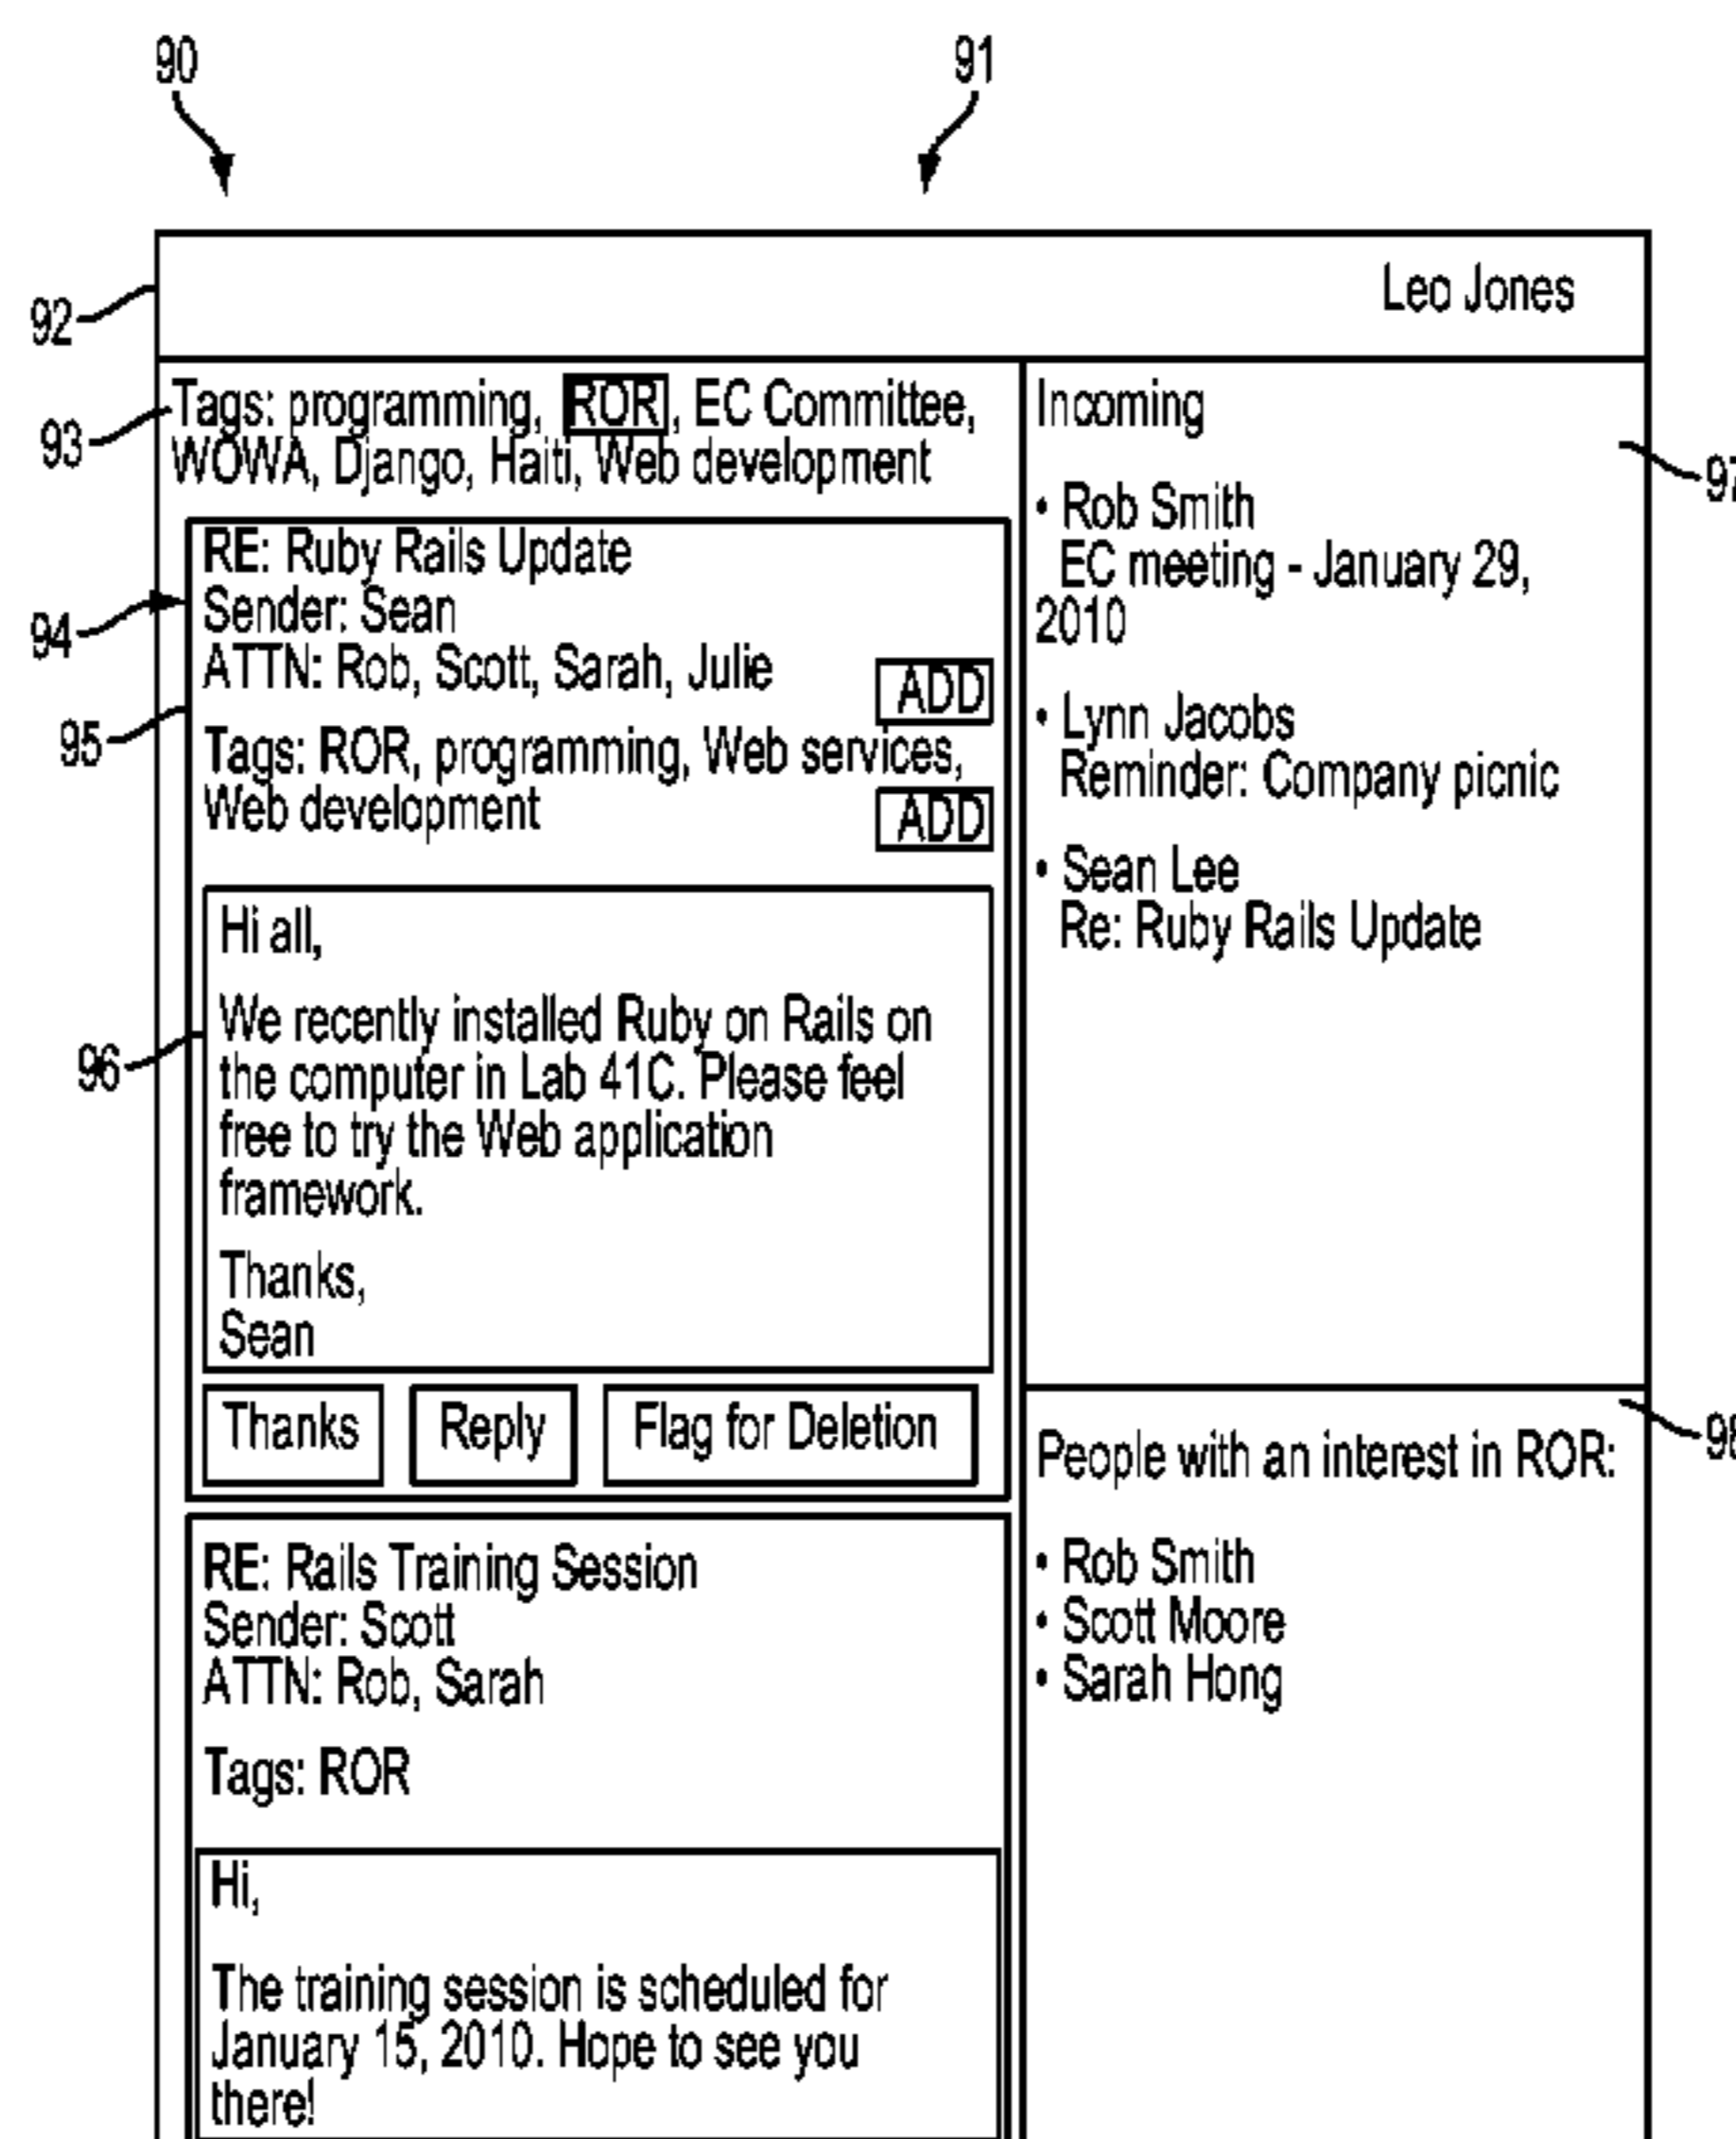 90
91
92
Leo Jones
93
Tags: programming, ROR, EC Committee,
WOWA, Django, Haiti, Web development
94
RE: Ruby Rails Update
Sender: Sean
ATTN: Rob, Scott, Sarah, Julie
ADD
95
Tags: ROR, programming, Web services,
Web development
ADD
96
Hi all,
We recently installed Ruby on Rails on
the computer in Lab 41C. Please feel
free to try the Web application
framework.
Thanks,
Sean
Thanks
Reply
Flag for Deletion
RE: Rails Training Session
Sender: Scott
ATTN: Rob, Sarah
Tags: ROR
Hi,
The training session is scheduled for
January 15, 2010. Hope to see you
there!
Incoming
97
• Rob Smith
EC meeting - January 29,
2010
• Lynn Jacobs
Reminder: Company picnic
• Sean Lee
Re: Ruby Rails Update
98
People with an interest in ROR:
• Rob Smith
• Scott Moore
• Sarah Hong